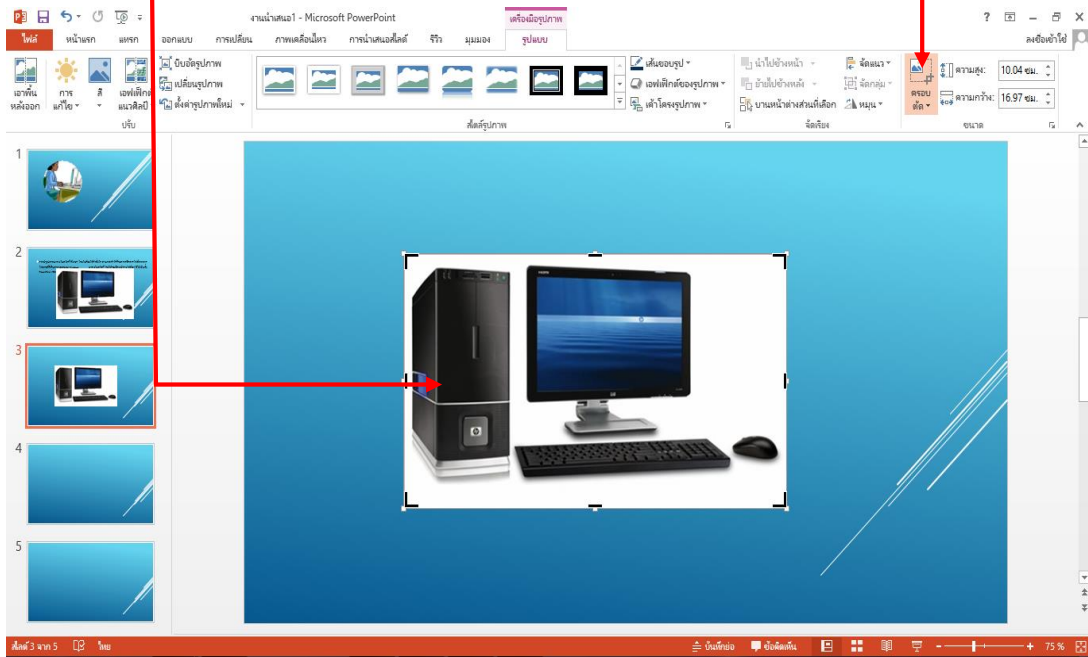 งานนำเสนอ1 - Microsoft PowerPoint
เครื่องมือรูปภาพ
ไฟล์ หน้าแรก แทรก ออกแบบ การเปลี่ยน ภาพเคลื่อนไหว การนำเสนอสไลด์ รีวิว มุมมอง รูปแบบ
ลงชื่อเข้าใช้
เอาพื้นหลังออก การแก้ไข สี เอฟเฟ็กต์แนวศิลป์
บีบอัดรูปภาพ
เปลี่ยนรูปภาพ
ตั้งค่ารูปภาพใหม่
ปรับ
สไตล์รูปภาพ
เส้นขอบรูป
เอฟเฟ็กต์ของรูปภาพ
เค้าโครงรูปภาพ
นำไปข้างหน้า
ย้ายไปข้างหลัง
บานหน้าต่างส่วนที่เลือก
จัดแนว
จัดกลุ่ม
หมุน
จัดเรียง
ครอบตัด
ความสูง: 10.04 ซม.
ความกว้าง: 16.97 ซม.
ขนาด
1
2
3
4
5
สไลด์ 3 จาก 5 ไทย บันทึกย่อ ข้อคิดเห็น 75 %